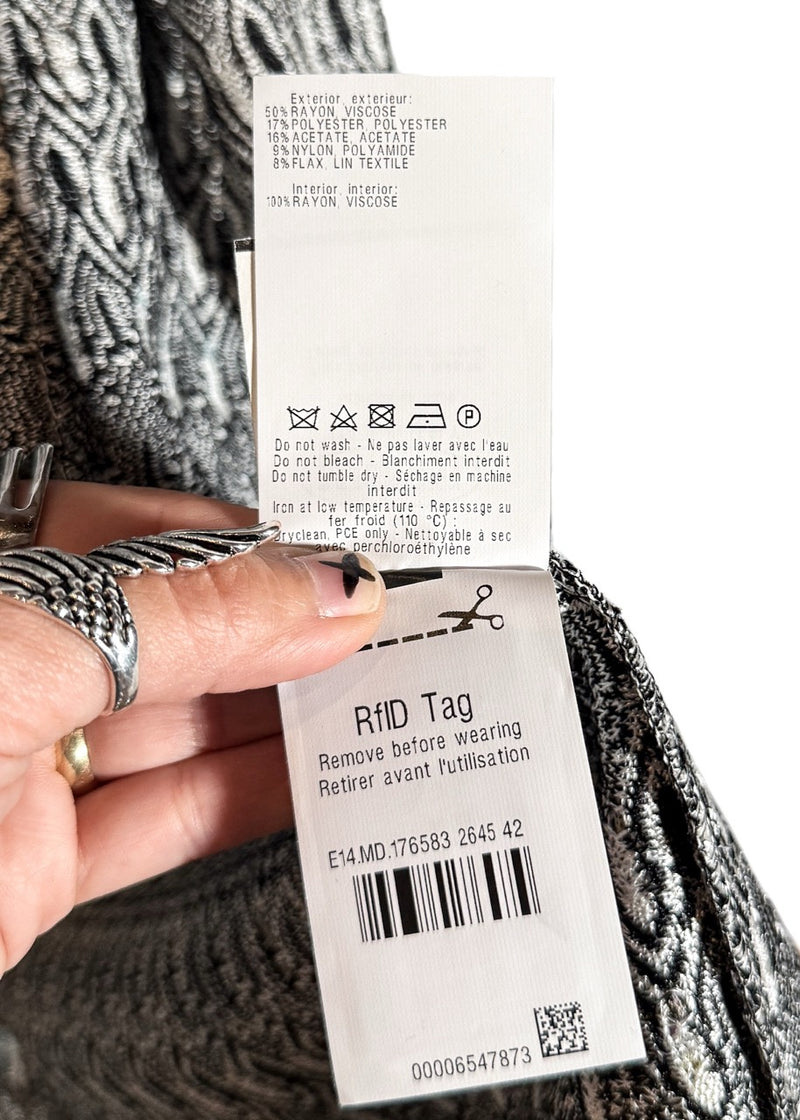 Exterior, exterieur:
50% RAYON, VISCOSE
17% POLYESTER, POLYESTER
16% ACETATE, ACETATE
9% NYLON, POLYAMIDE
8% FLAX, LIN TEXTILE
Interior, interior:
100% RAYON, VISCOSE
P
Do not wash - Ne pas laver avec l'eau
Do not bleach - Blanchiment interdit
Do not tumble dry - Séchage en machine
interdit
Iron at low temperature - Repassage au
fer froid (110 °C) :
Dryclean, PCE only - Nettoyable à sec
avec perchloroéthylène
RfID Tag
Remove before wearing
Retirer avant l'utilisation
E14.MD.176583 2645 42
00006547873